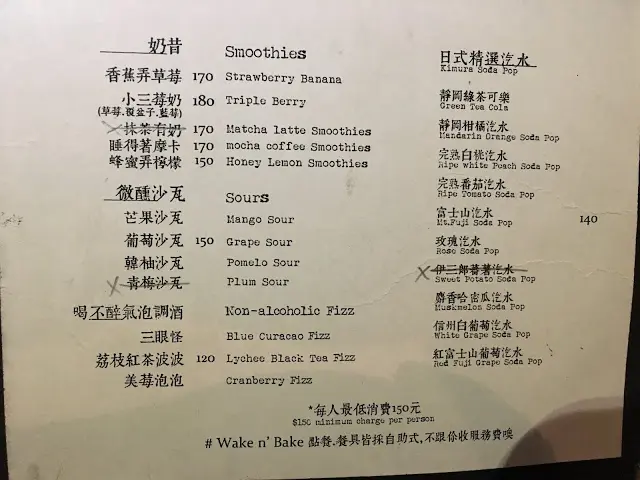 奶昔 Smoothies
香蕉弄草莓 170 Strawberry Banana
小三莓奶 180 Triple Berry
(草莓.覆盆子.藍莓)
抹茶有奶 170 Matcha latte Smoothies
睡得著摩卡 170 mocha coffee Smoothies
蜂蜜弄檸檬 150 Honey Lemon Smoothies
微醺沙瓦 Sours
芒果沙瓦 Mango Sour
葡萄沙瓦 150 Grape Sour
韓柚沙瓦 Pomelo Sour
X 青梅沙瓦 Plum Sour
喝不醉氣泡調酒 Non-alcoholic Fizz
三眼怪 Blue Curacao Fizz
荔枝紅茶波波 120 Lychee Black Tea Fizz
美莓泡泡 Cranberry Fizz
日式精選汽水
Kimura Soda Pop
靜岡綠茶可樂
Green Tea Cola
靜岡柑橘汽水
Mandarin Orange Soda Pop
完熟白桃汽水
Ripe white Peach Soda Pop
完熟番茄汽水
Ripe Tomato Soda Pop
富士山汽水 140
Mt.Fuji Soda Pop
玫瑰汽水
Rose Soda Pop
X 伊三郎蕃薯汽水
Sweet Potato Soda Pop
麝香哈密瓜汽水
Muskmelon Soda Pop
信州白葡萄汽水
White Grape Soda Pop
紅富士山葡萄汽水
Red Fuji Grape Soda Pop
*每人最低消費150元
$150 minimum charge per person
# Wake n' Bake 點餐.餐具皆採自助式,不跟你收服務費噢